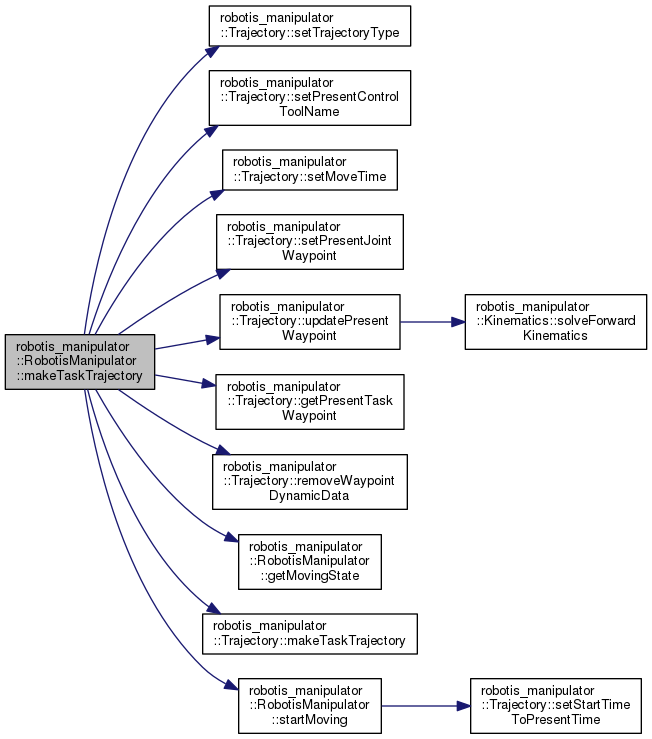 robotis_manipulator
::Trajectory::setTrajectoryType
robotis_manipulator
::Trajectory::setPresentControl
ToolName
robotis_manipulator
::Trajectory::setMoveTime
robotis_manipulator
::Trajectory::setPresentJoint
Waypoint
robotis_manipulator
::Trajectory::updatePresent
Waypoint
robotis_manipulator
::Kinematics::solveForward
Kinematics
robotis_manipulator
::RobotisManipulator
::makeTaskTrajectory
robotis_manipulator
::Trajectory::getPresentTask
Waypoint
robotis_manipulator
::Trajectory::removeWaypoint
DynamicData
robotis_manipulator
::RobotisManipulator
::getMovingState
robotis_manipulator
::Trajectory::makeTaskTrajectory
robotis_manipulator
::RobotisManipulator
::startMoving
robotis_manipulator
::Trajectory::setStartTime
ToPresentTime